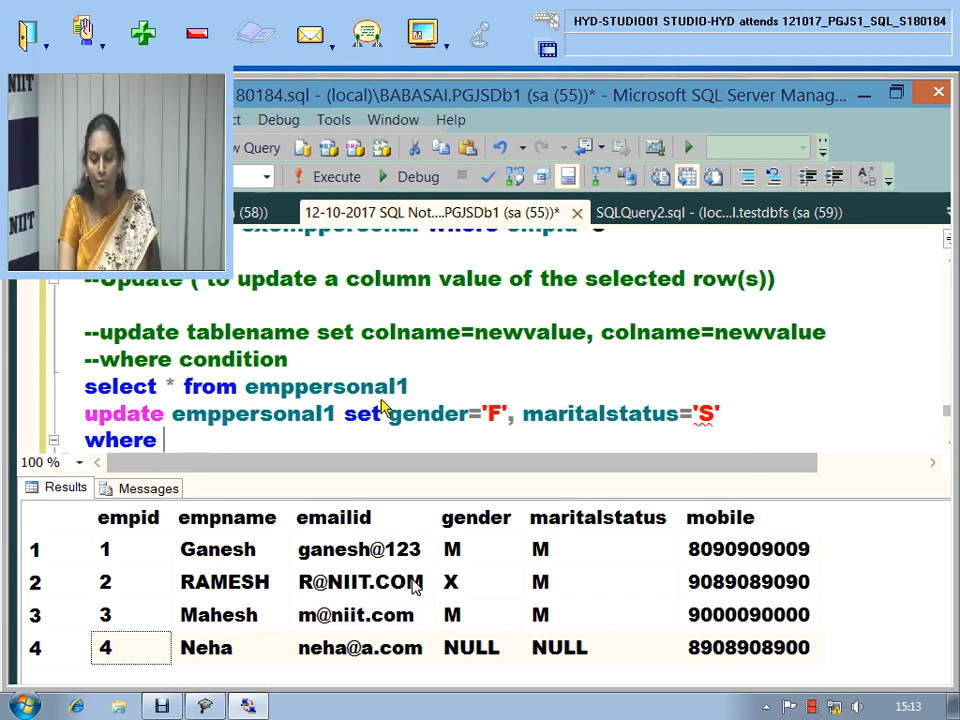 HYD-STUDIO01 STUDIO-HYD attends 121017_PGJS1_SQL_S180184
NIIT
80184.sql - (local)\BABASAI.PGJSDb1 (sa (55))* - Microsoft SQL Server Manag...
Debug Tools Window Help
Query
Execute Debug
(58)) 12-10-2017 SQL Not...PGJSDb1 (sa (55))* SQLQuery2.sql - (loc...l.testdbfs (sa (59))
where empid
--Update ( to update a column value of the selected row(s))
--update tablename set colname=newvalue, colname=newvalue
--where condition
select * from emppersonal1
update emppersonal1 set gender='F', maritalstatus='S'
where
100 %
Results Messages
empid empname emailid gender maritalstatus mobile
1 1 Ganesh ganesh@123 M M 8090909009
2 2 RAMESH R@NIIT.COM X M 9089089090
3 3 Mahesh m@niit.com M M 9000090000
4 4 Neha neha@a.com NULL NULL 8908908900
15:13